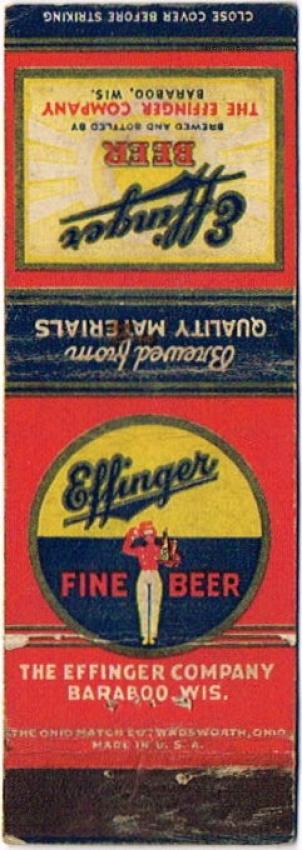 CLOSE COVER BEFORE STRIKING
Effinger
BEER
BREWED AND BOTTLED BY
THE EFFINGER COMPANY
BARABOO, WIS.
Brewed from
QUALITY MATERIALS
Effinger
FINE BEER
THE EFFINGER COMPANY
BARABOO, WIS.
THE OHIO MATCH CO., WADSWORTH, OHIO
MADE IN U. S. A.